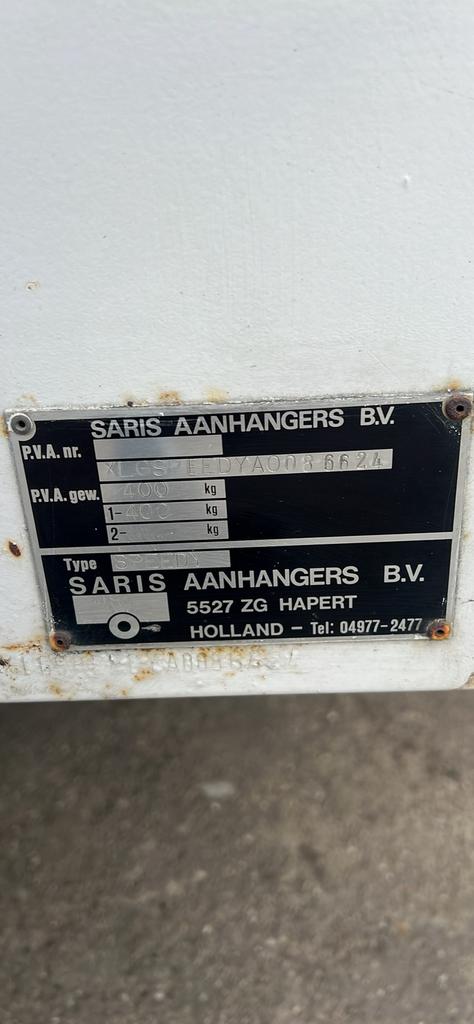 SARIS AANHANGERS B.V.
P.V.A. nr.
XLGSPEEDYA0086624
P.V.A. gew. 400 kg
1- 400 kg
2- kg
Type SPEEDY
SARIS AANHANGERS B.V.
5527 ZG HAPERT
HOLLAND – Tel: 04977-2477